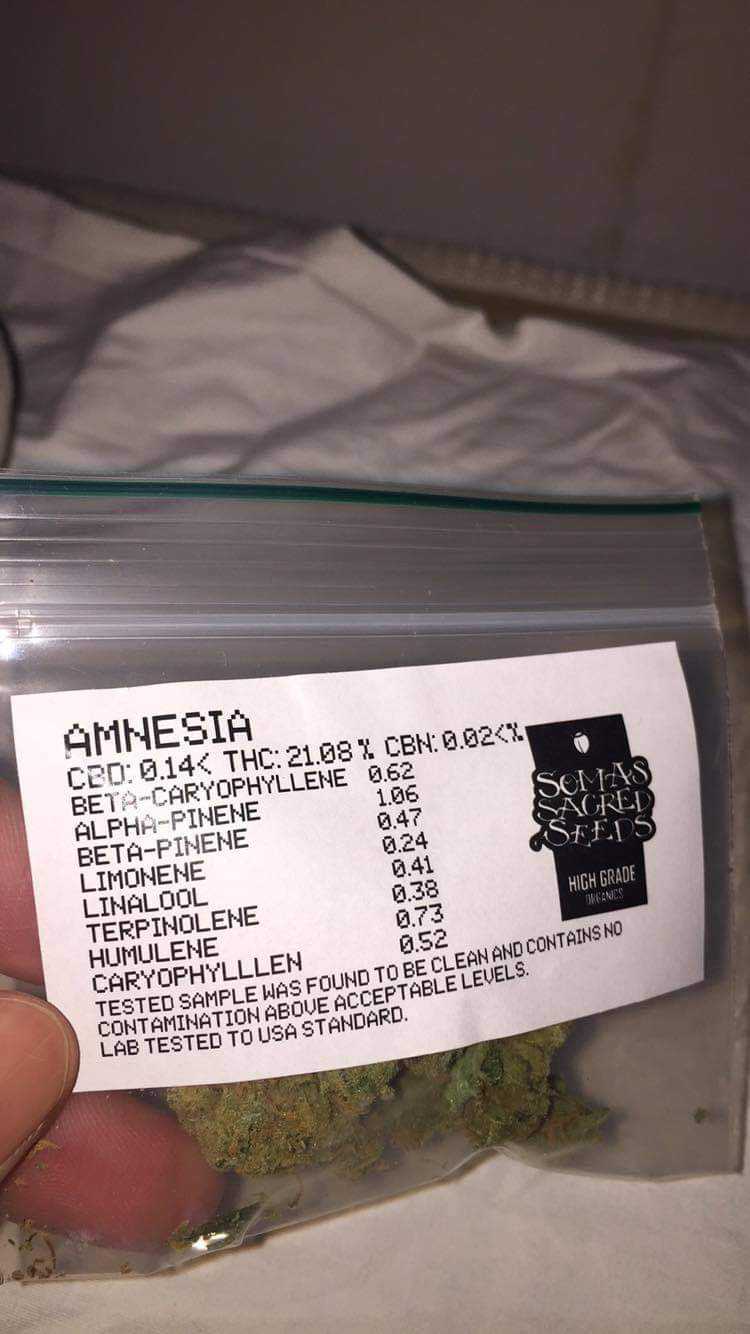 AMNESIA
CBD: 0.14< THC: 21.08 % CBN: 0.02<%
BETA-CARYOPHYLLENE 0.62
ALPHA-PINENE 1.06
BETA-PINENE 0.47
LIMONENE 0.24
LINALOOL 0.41
TERPINOLENE 0.38
HUMULENE 0.73
CARYOPHYLLLEN 0.52
TESTED SAMPLE WAS FOUND TO BE CLEAN AND CONTAINS NO
CONTAMINATION ABOVE ACCEPTABLE LEVELS.
LAB TESTED TO USA STANDARD.
SOMAS
SACRED
SEEDS
HIGH GRADE
ORGANICS